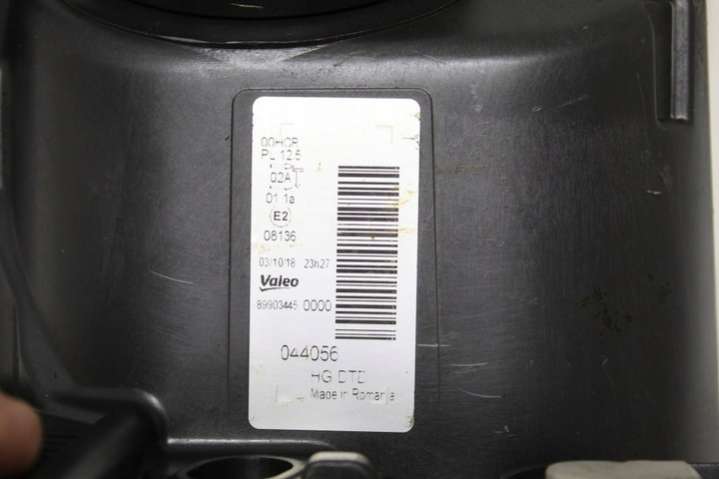 00HCR
PL 12.5
02A
01 1a
E2
08136
03/10/18 23h27
Valeo
89903445 0000
044056
HG DTD
Made in Romania